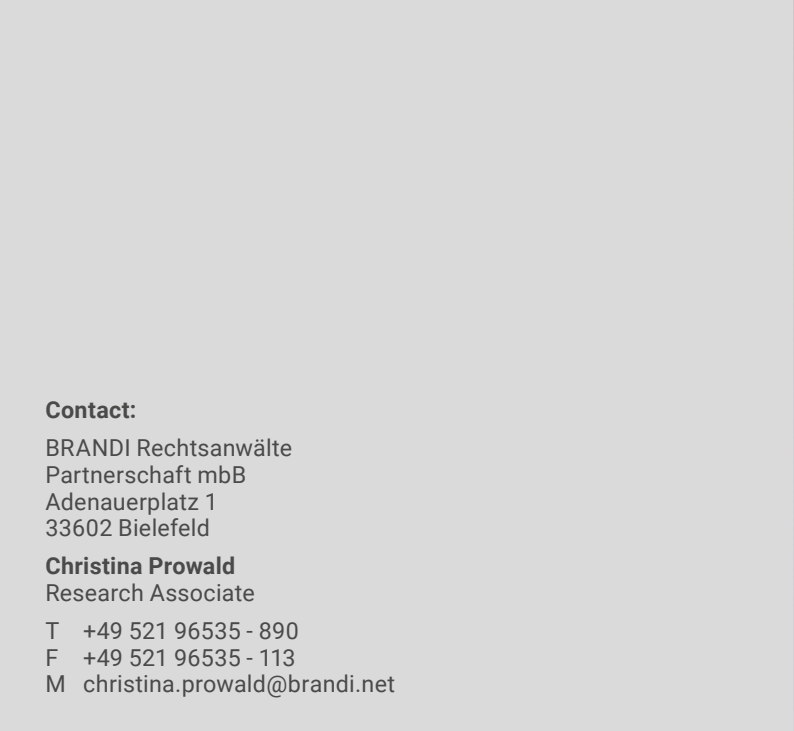 Contact:
BRANDI Rechtsanwälte
Partnerschaft mbB
Adenauerplatz 1
33602 Bielefeld
Christina Prowald
Research Associate
T +49 521 96535 - 890
F +49 521 96535 - 113
M christina.prowald@brandi.net